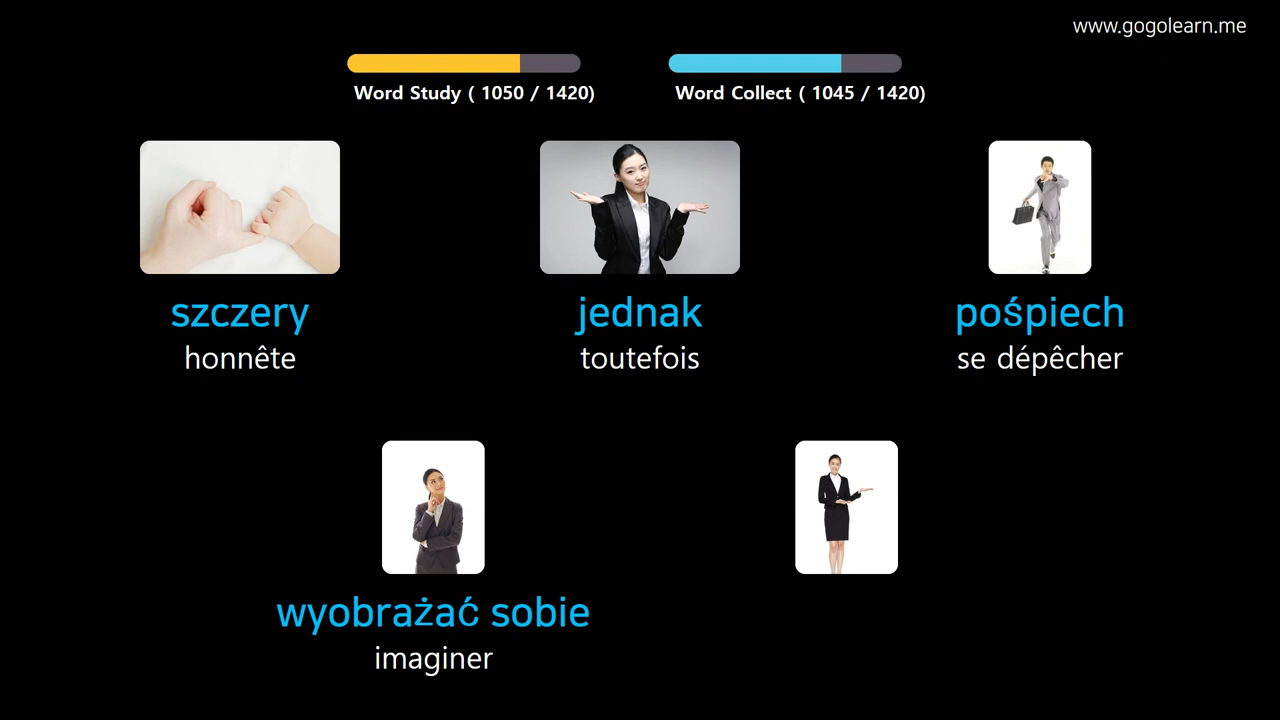 www.gogolearn.me
Word Study ( 1050 / 1420)
Word Collect ( 1045 / 1420)
szczery
honnête
jednak
toutefois
pośpiech
se dépêcher
wyobrażać sobie
imaginer